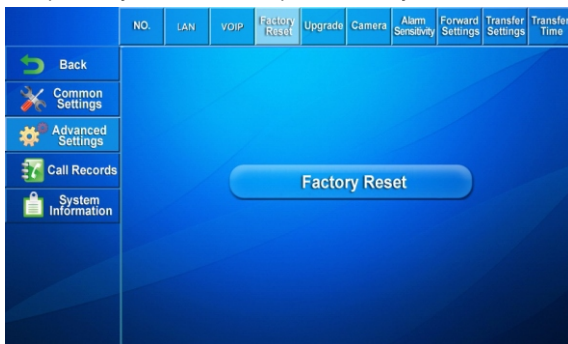 NO.
LAN
VOIP
Factory
Reset
Upgrade
Camera
Alarm
Sensitivity
Forward
Settings
Transfer
Settings
Transfer
Time
Back
Common
Settings
Advanced
Settings
Call Records
System
Information
Factory Reset